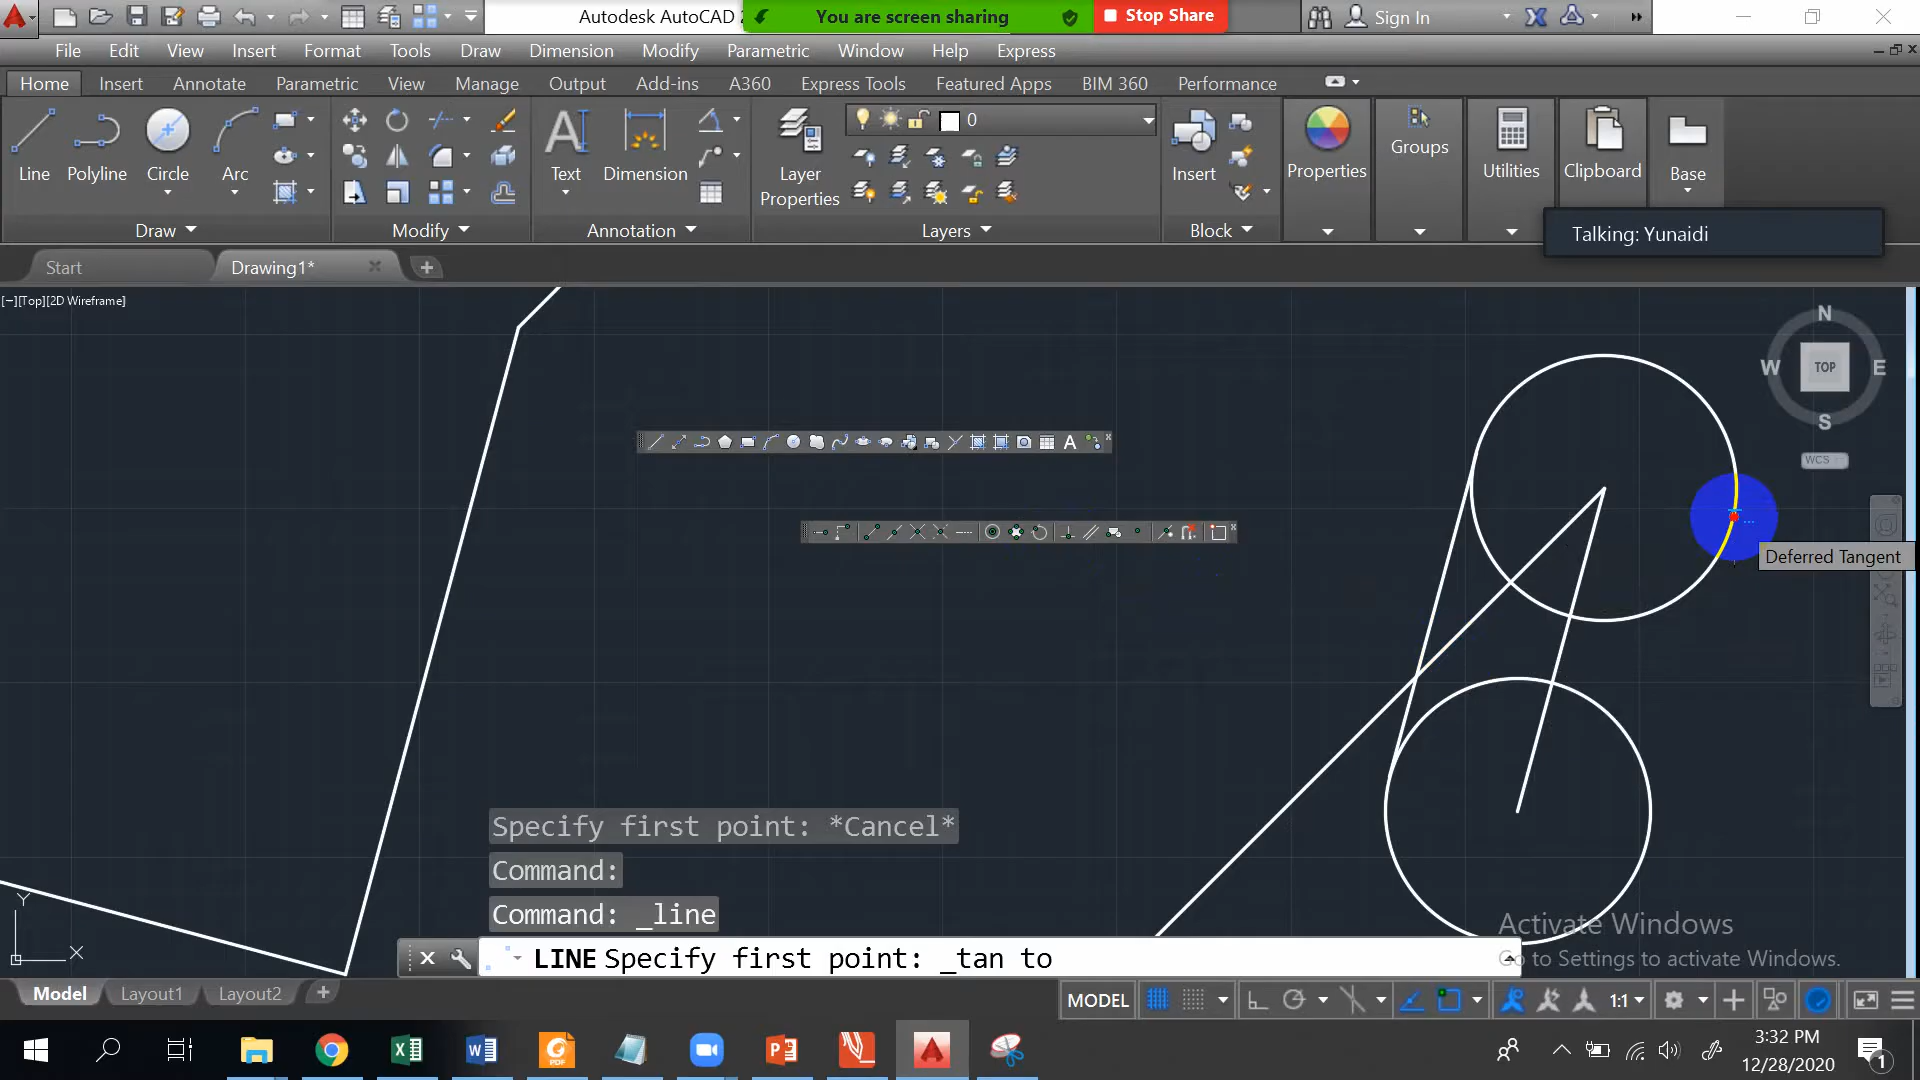 Autodesk AutoCAD 2
You are screen sharing
Stop Share
Sign In
File Edit View Insert Format Tools Draw Dimension Modify Parametric Window Help Express
Home Insert Annotate Parametric View Manage Output Add-ins A360 Express Tools Featured Apps BIM 360 Performance
0
Line Polyline Circle Arc Text Dimension Layer Properties Insert Properties Groups Utilities Clipboard Base
Draw Modify Annotation Layers Block
Talking: Yunaidi
Start Drawing1*
[−][Top][2D Wireframe]
N
W TOP E
S
WCS
Deferred Tangent
Specify first point: *Cancel*
Command:
Command: _line
LINE Specify first point: _tan to
Y
X
Activate Windows
Go to Settings to activate Windows.
Model Layout1 Layout2
MODEL 1:1
3:32 PM
12/28/2020
1